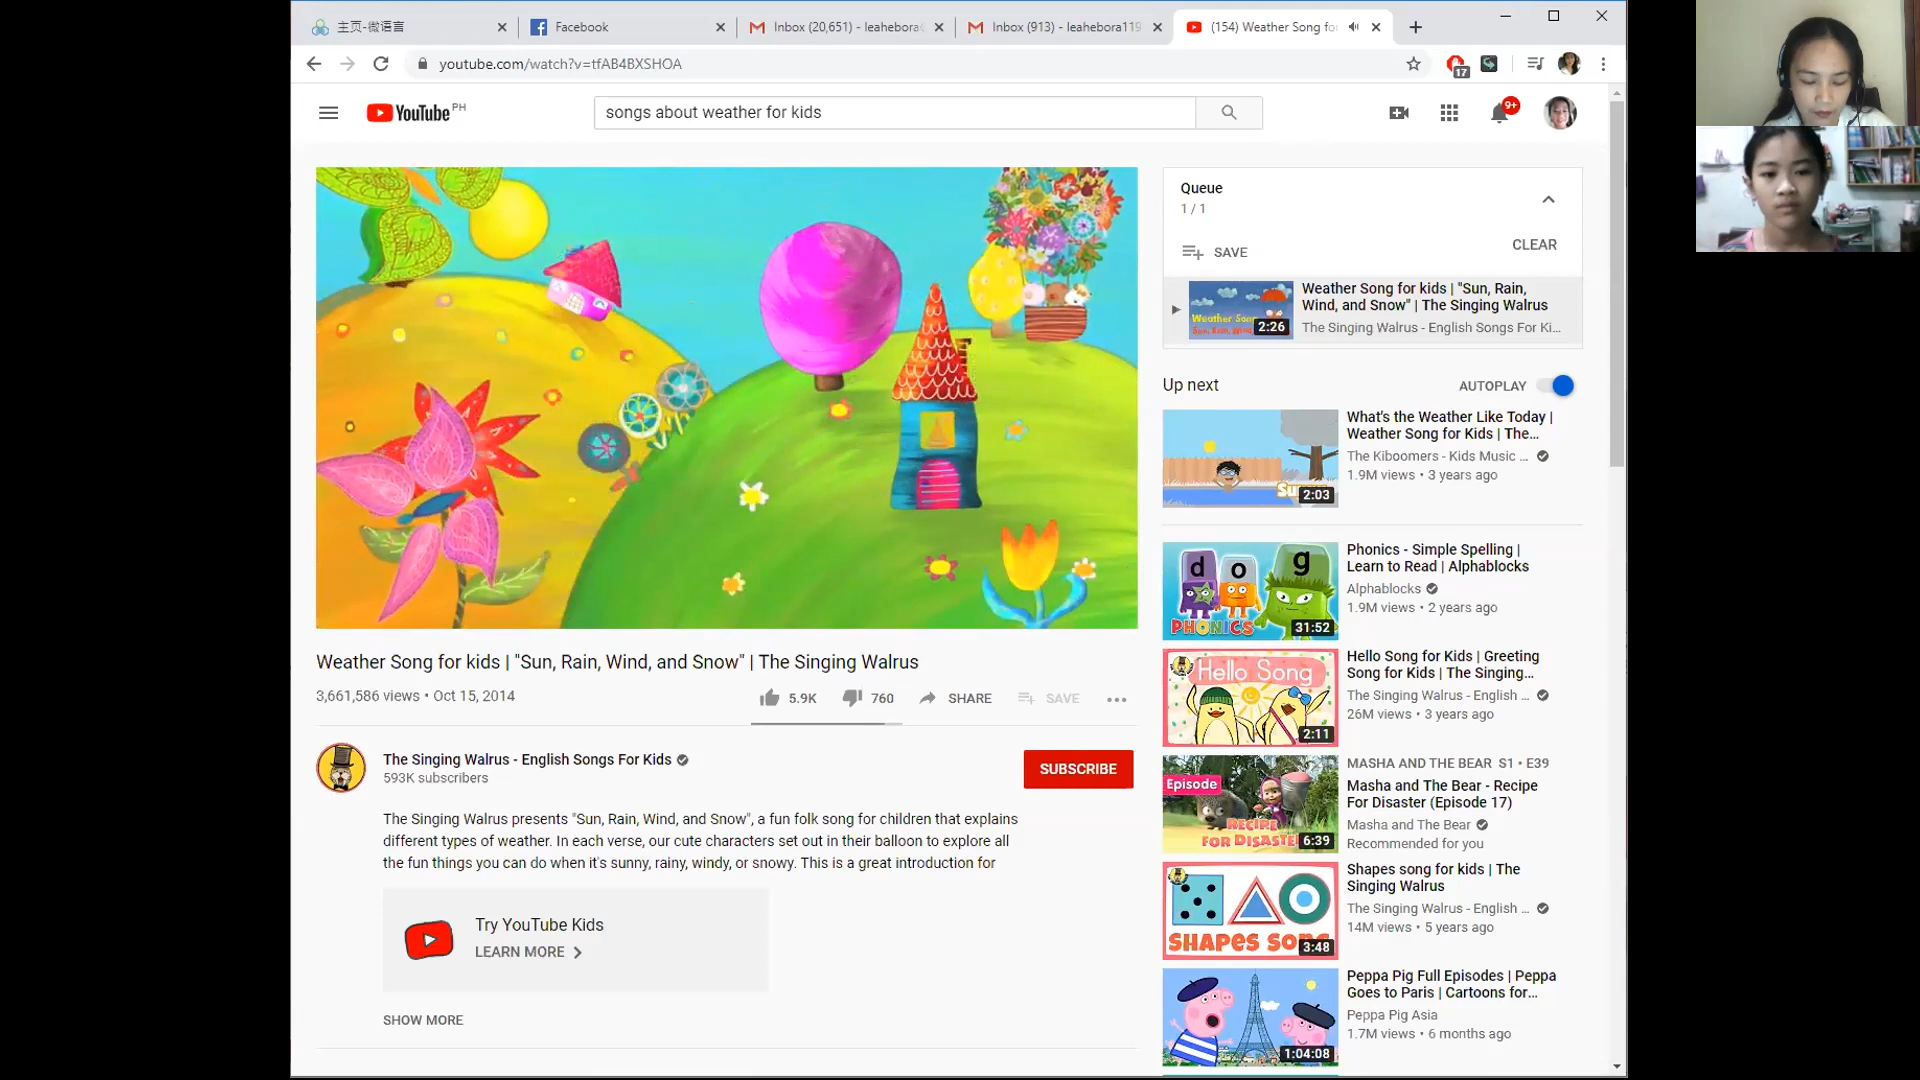 主页-微语言
Facebook
Inbox (20,651) - leahebora
Inbox (913) - leahebora119
(154) Weather Song fo
youtube.com/watch?v=tfAB4BXSHOA
17
YouTube PH
songs about weather for kids
9+
Queue
1 / 1
SAVE
CLEAR
Weather Song
Sun, Rain, Wind,
2:26
Weather Song for kids | "Sun, Rain,
Wind, and Snow" | The Singing Walrus
The Singing Walrus - English Songs For Ki...
Up next
AUTOPLAY
2:03
What's the Weather Like Today |
Weather Song for Kids | The...
The Kiboomers - Kids Music ...
1.9M views • 3 years ago
d o g
PHONICS
31:52
Phonics - Simple Spelling |
Learn to Read | Alphablocks
Alphablocks
1.9M views • 2 years ago
Hello Song
2:11
Hello Song for Kids | Greeting
Song for Kids | The Singing...
The Singing Walrus - English ...
26M views • 3 years ago
Episode
RECIPE
FOR DISASTE
6:39
MASHA AND THE BEAR S1 • E39
Masha and The Bear - Recipe
For Disaster (Episode 17)
Masha and The Bear
Recommended for you
SHAPES SONG
3:48
Shapes song for kids | The
Singing Walrus
The Singing Walrus - English ...
14M views • 5 years ago
1:04:08
Peppa Pig Full Episodes | Peppa
Goes to Paris | Cartoons for...
Peppa Pig Asia
1.7M views • 6 months ago
Weather Song for kids | "Sun, Rain, Wind, and Snow" | The Singing Walrus
3,661,586 views • Oct 15, 2014
5.9K
760
SHARE
SAVE
The Singing Walrus - English Songs For Kids
593K subscribers
SUBSCRIBE
The Singing Walrus presents "Sun, Rain, Wind, and Snow", a fun folk song for children that explains
different types of weather. In each verse, our cute characters set out in their balloon to explore all
the fun things you can do when it's sunny, rainy, windy, or snowy. This is a great introduction for
Try YouTube Kids
LEARN MORE
SHOW MORE